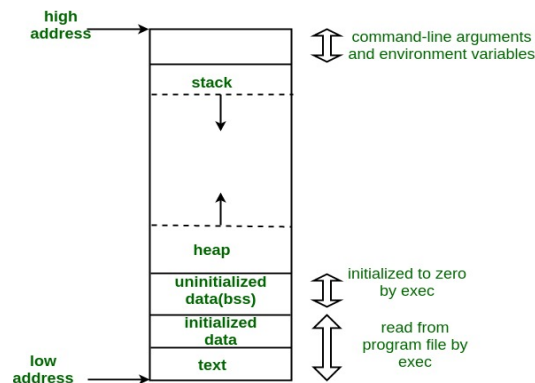 high
address
command-line arguments
and environment variables
stack
heap
uninitialized
data(bss)
initialized to zero
by exec
initialized
data
read from
program file by
exec
text
low
address